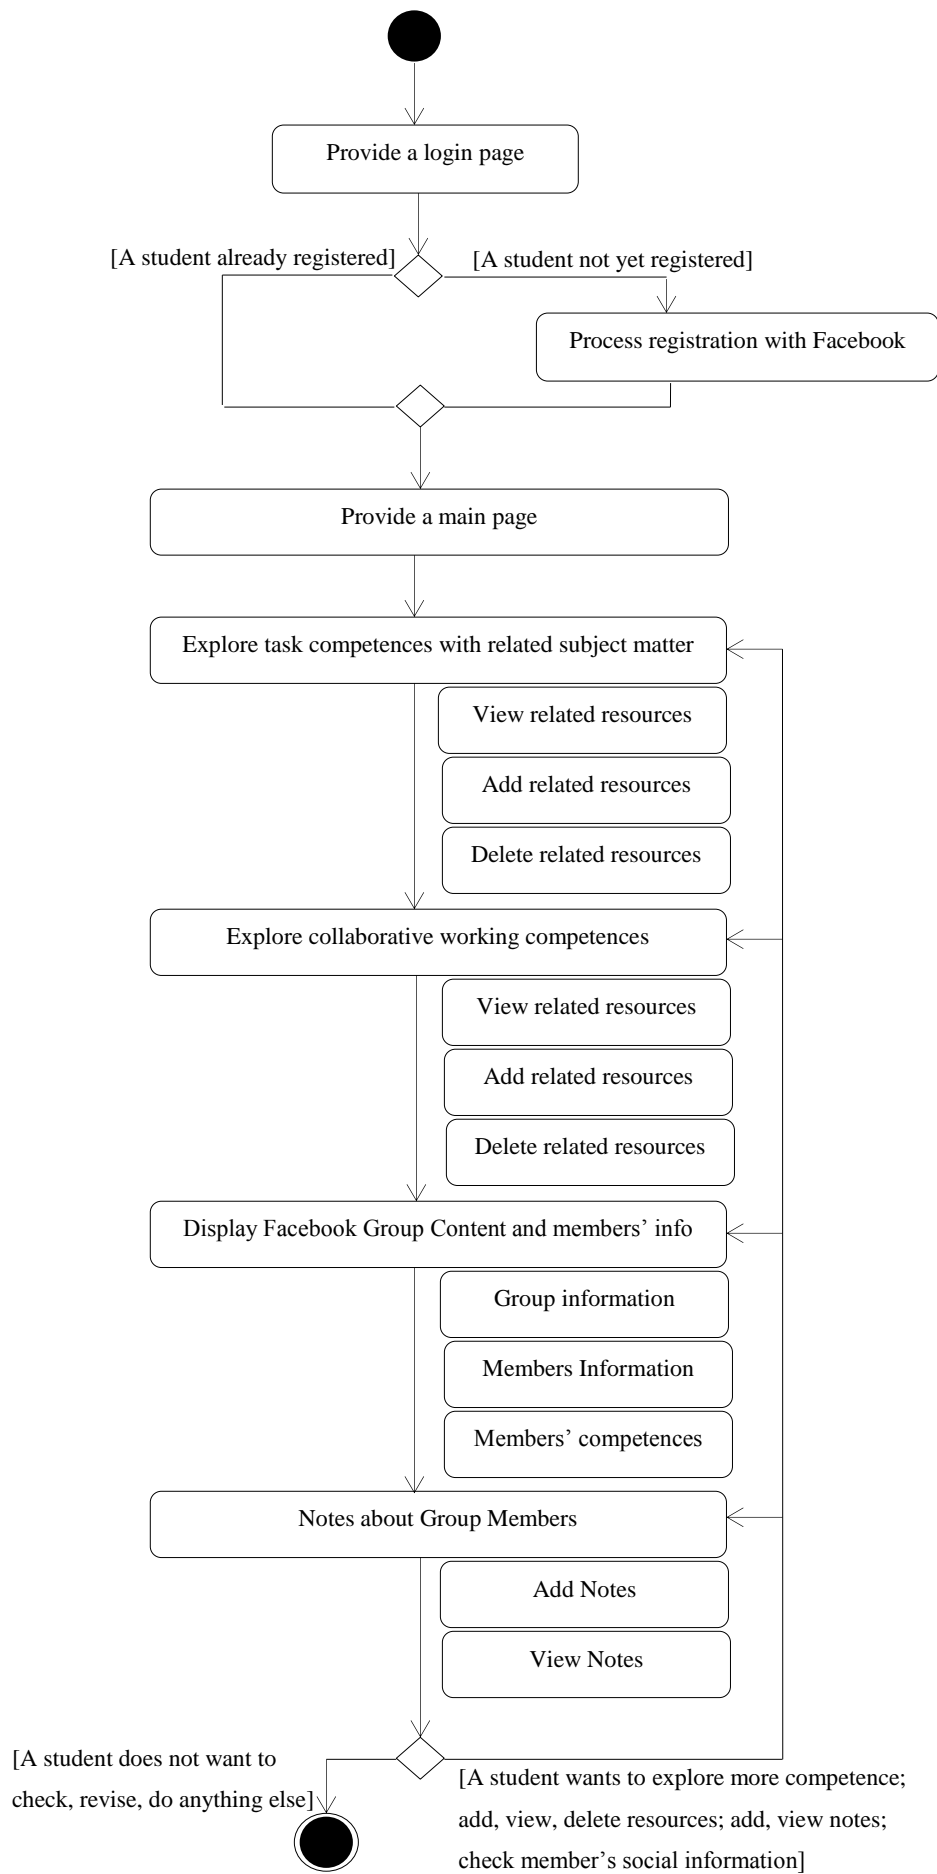 Provide a login page
[A student already registered]
[A student not yet registered]
Process registration with Facebook
Provide a main page
Explore task competences with related subject matter
View related resources
Add related resources
Delete related resources
Explore collaborative working competences
View related resources
Add related resources
Delete related resources
Display Facebook Group Content and members’ info
Group information
Members Information
Members’ competences
Notes about Group Members
Add Notes
View Notes
[A student does not want to
check, revise, do anything else]
[A student wants to explore more competence;
add, view, delete resources; add, view notes;
check member’s social information]